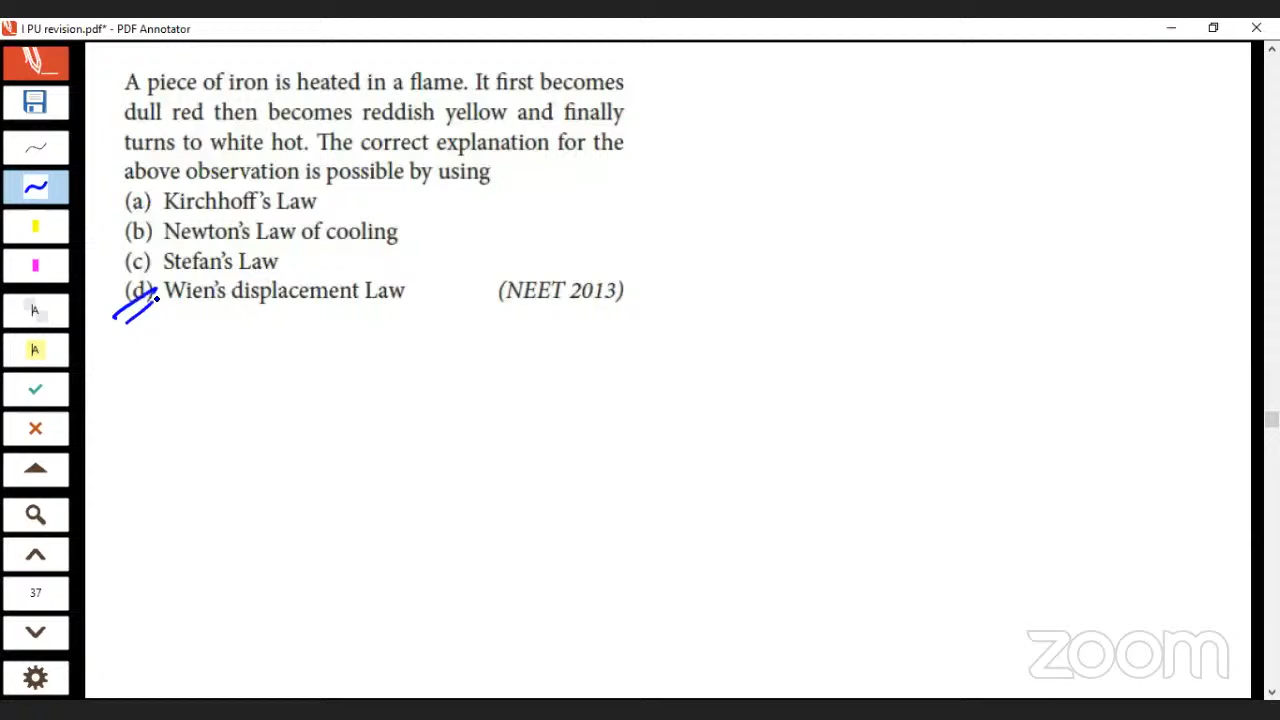 I PU revision.pdf* - PDF Annotator
A piece of iron is heated in a flame. It first becomes
dull red then becomes reddish yellow and finally
turns to white hot. The correct explanation for the
above observation is possible by using
(a) Kirchhoff's Law
(b) Newton's Law of cooling
(c) Stefan's Law
(d) Wien's displacement Law (NEET 2013)
A
A
37
zoom